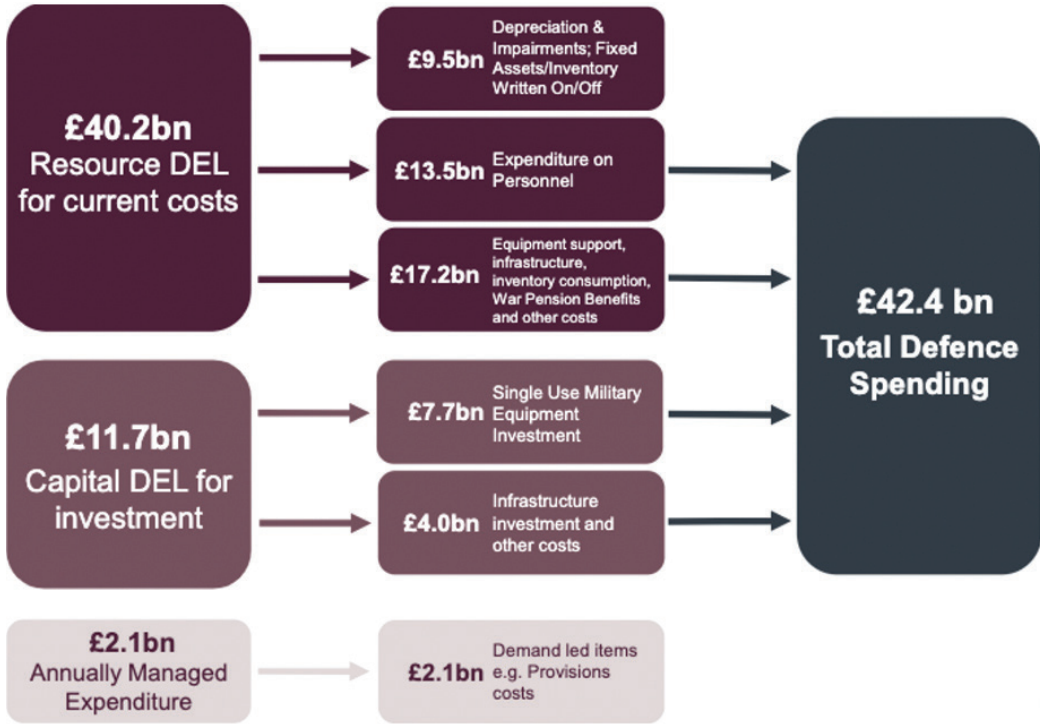 £40.2bn
Resource DEL
for current costs
£9.5bn
Depreciation &
Impairments; Fixed
Assets/Inventory
Written On/Off
£13.5bn
Expenditure on
Personnel
£17.2bn
Equipment support,
infrastructure,
inventory consumption,
War Pension Benefits
and other costs
£11.7bn
Capital DEL for
investment
£7.7bn
Single Use Military
Equipment
Investment
£4.0bn
Infrastructure
investment and
other costs
£42.4 bn
Total Defence
Spending
£2.1bn
Annually Managed
Expenditure
£2.1bn
Demand led items
e.g. Provisions
costs